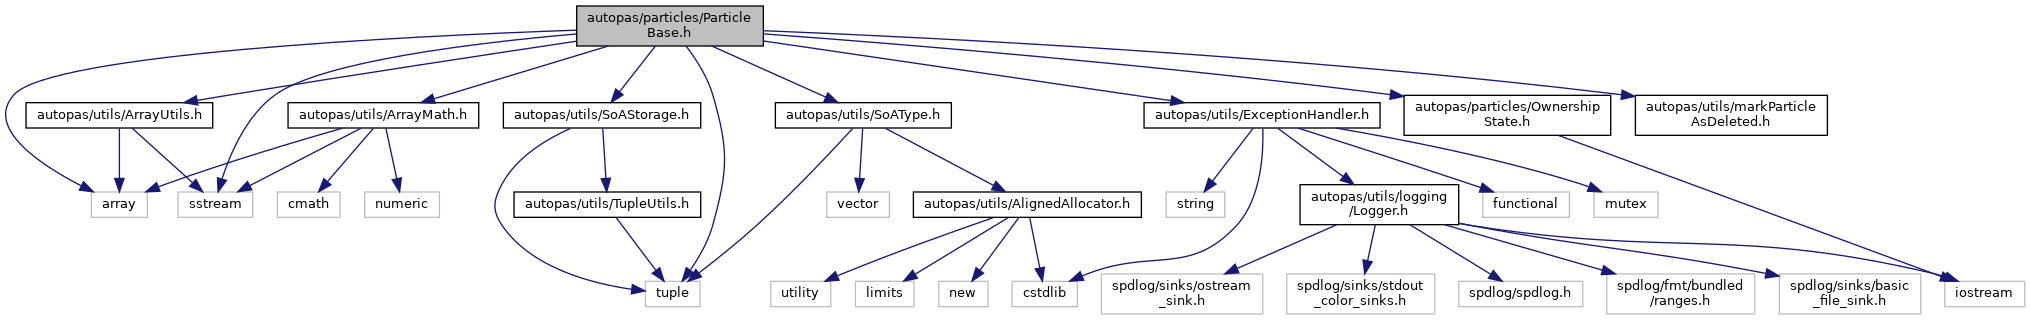 autopas/particles/Particle
Base.h
autopas/utils/ArrayUtils.h
autopas/utils/ArrayMath.h
autopas/utils/SoAStorage.h
autopas/utils/SoAType.h
autopas/utils/ExceptionHandler.h
autopas/particles/Ownership
State.h
autopas/utils/markParticle
AsDeleted.h
array
sstream
cmath
numeric
autopas/utils/TupleUtils.h
vector
autopas/utils/AlignedAllocator.h
string
autopas/utils/logging
/Logger.h
functional
mutex
tuple
utility
limits
new
cstdlib
spdlog/sinks/ostream
_sink.h
spdlog/sinks/stdout
_color_sinks.h
spdlog/spdlog.h
spdlog/fmt/bundled
/ranges.h
spdlog/sinks/basic
_file_sink.h
iostream